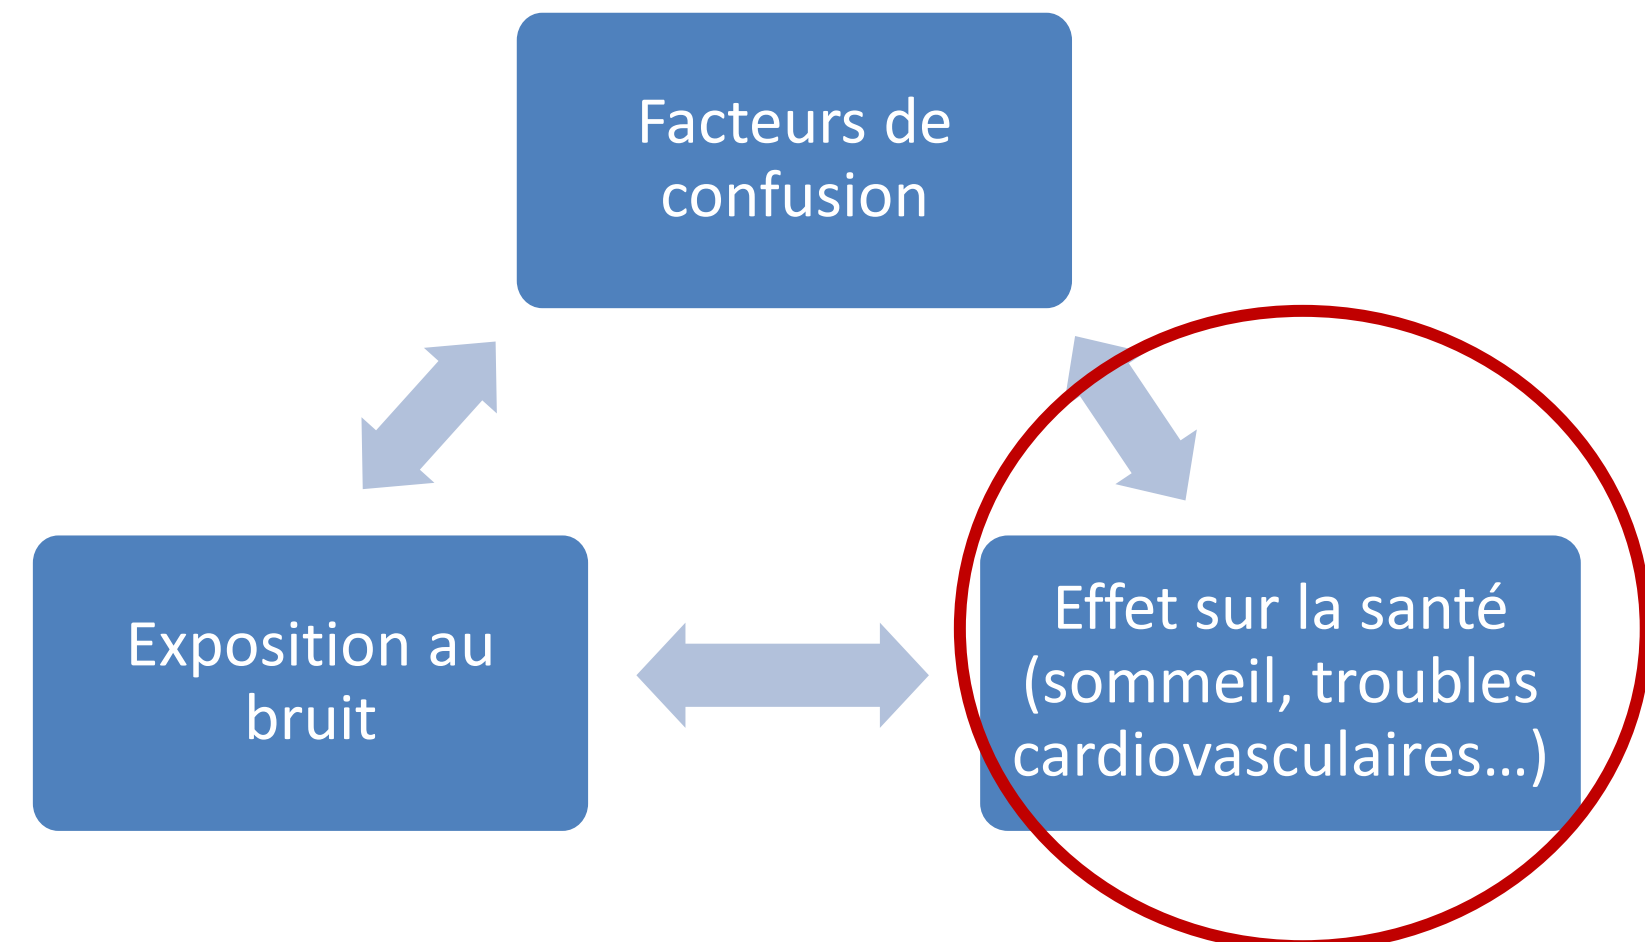 Facteurs de
confusion
Exposition au
bruit
Effet sur la santé
(sommeil, troubles
cardiovasculaires…)